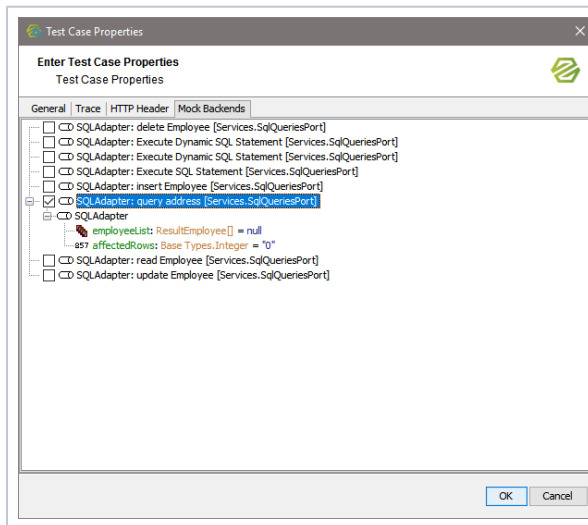 Test Case Properties
Enter Test Case Properties
Test Case Properties
General Trace HTTP Header Mock Backends
SQLAdapter: delete Employee [Services.SqlQueriesPort]
SQLAdapter: Execute Dynamic SQL Statement [Services.SqlQueriesPort]
SQLAdapter: Execute Dynamic SQL Statement [Services.SqlQueriesPort]
SQLAdapter: Execute SQL Statement [Services.SqlQueriesPort]
SQLAdapter: insert Employee [Services.SqlQueriesPort]
SQLAdapter: query address [Services.SqlQueriesPort]
SQLAdapter
employeeList: ResultEmployee[] = null
857 affectedRows: Base Types.Integer = "0"
SQLAdapter: read Employee [Services.SqlQueriesPort]
SQLAdapter: update Employee [Services.SqlQueriesPort]
OK Cancel